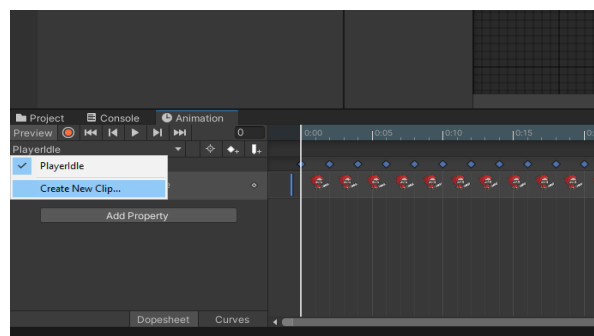 Project Console Animation
Preview 0 0:00 0:05 0:10 0:15
PlayerIdle
PlayerIdle
Create New Clip...
Add Property
Dopesheet Curves